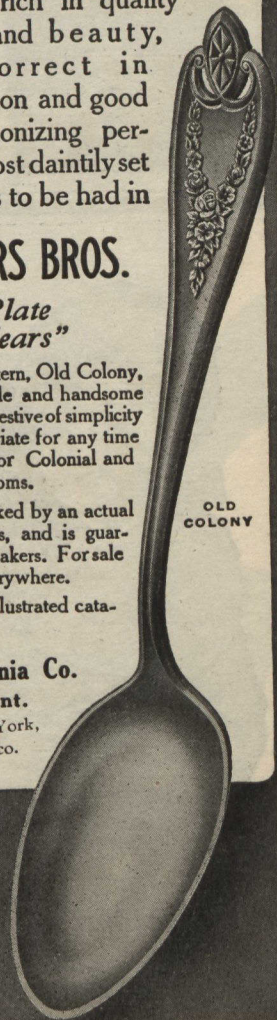 rich in quality
and beauty,
orrect in
on and good
onizing per-
ost daintily set
s to be had in
RS BROS.
Plate
ears"
ern, Old Colony,
le and handsome
estive of simplicity
iate for any time
or Colonial and
oms.
ked by an actual
s, and is guar-
akers. For sale
rywhere.
lustrated cata-
nia Co.
nt.
York,
co.
OLD
COLONY